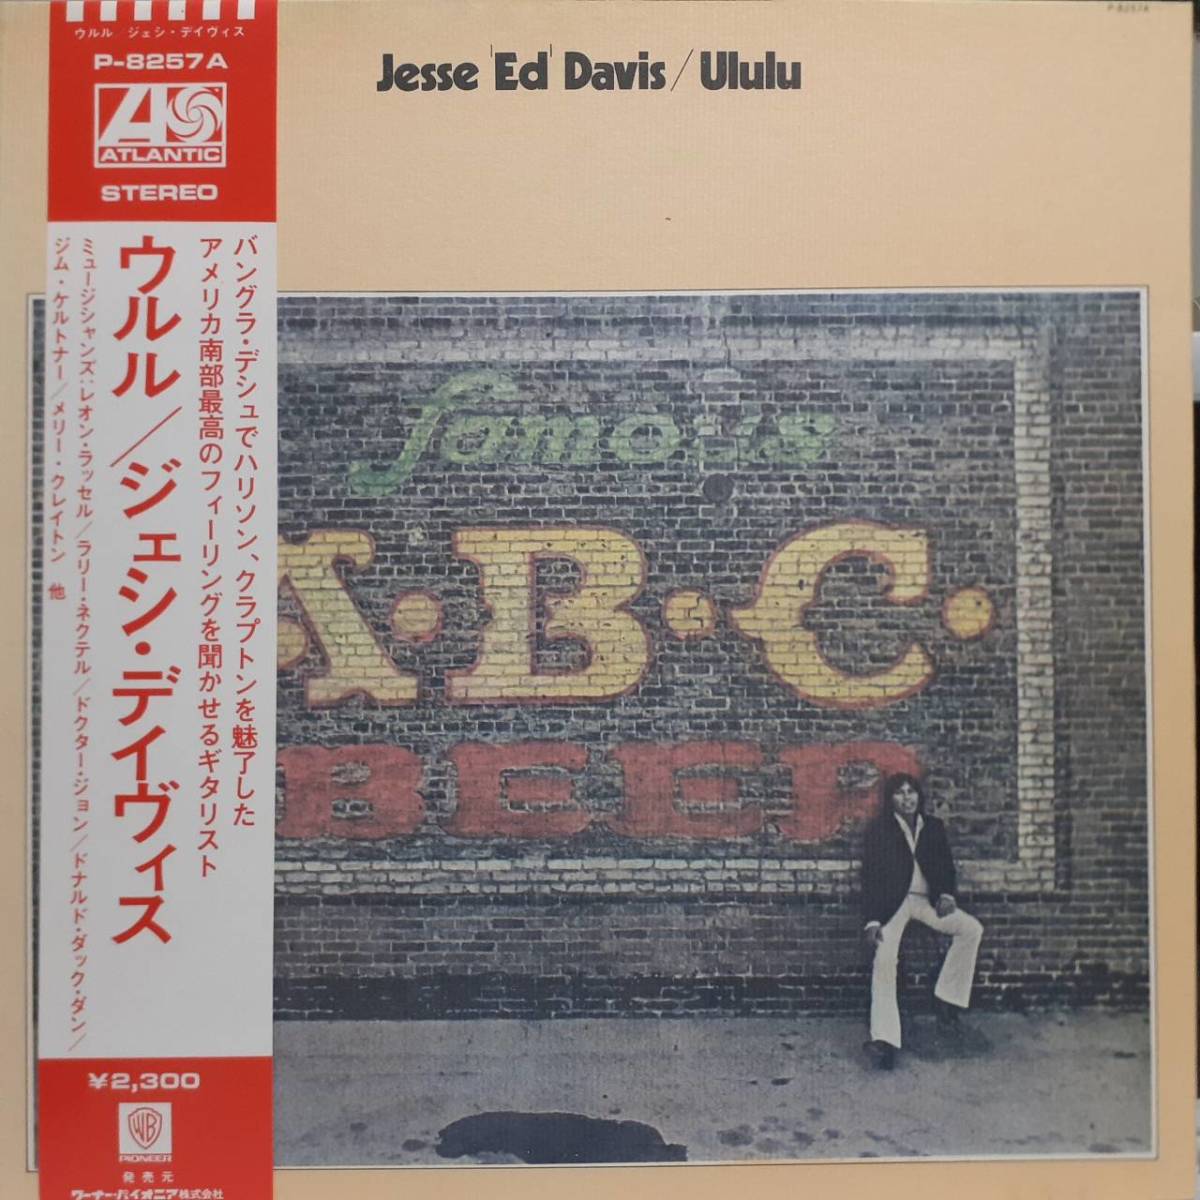 ウルル ジェシ・デイヴィス
P-8257A
ATLANTIC
STEREO
バングラ・デシュでハリソン、クラプトンを魅了した
アメリカ南部最高のフィーリングを聞かせるギタリスト
ウルル／ジェシ・デイヴィス
ミュージシャンズ:レオン・ラッセル／ラリー・ネクテル／ドクター・ジョン／ドナルド・ダック・ダン／
ジム・ケルトナー／メリー・クレイトン 他
¥2,300
WB
PIONEER
発売元
ワーナー・パイオニア株式会社
P-8257A
Jesse 'Ed' Davis / Ululu
famous
A·B·C·
BEER